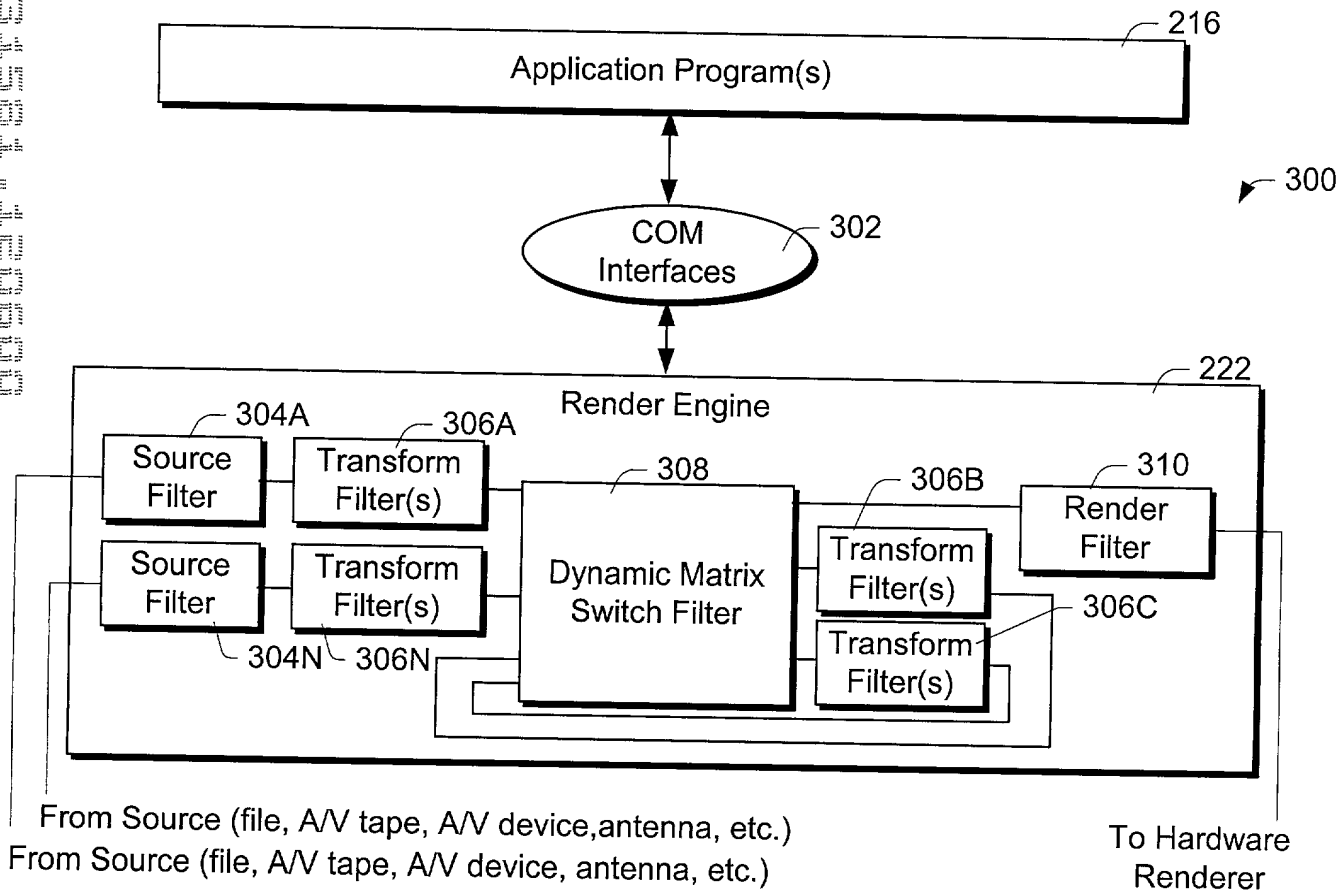 216
Application Program(s)
300
COM
Interfaces
302
222
Render Engine
304A
306A
Source
Filter
Transform
Filter(s)
308
306B
310
Render
Filter
Source
Filter
Transform
Filter(s)
Dynamic Matrix
Switch Filter
Transform
Filter(s)
306C
304N
306N
Transform
Filter(s)
From Source (file, A/V tape, A/V device,antenna, etc.)
From Source (file, A/V tape, A/V device, antenna, etc.)
To Hardware
Renderer